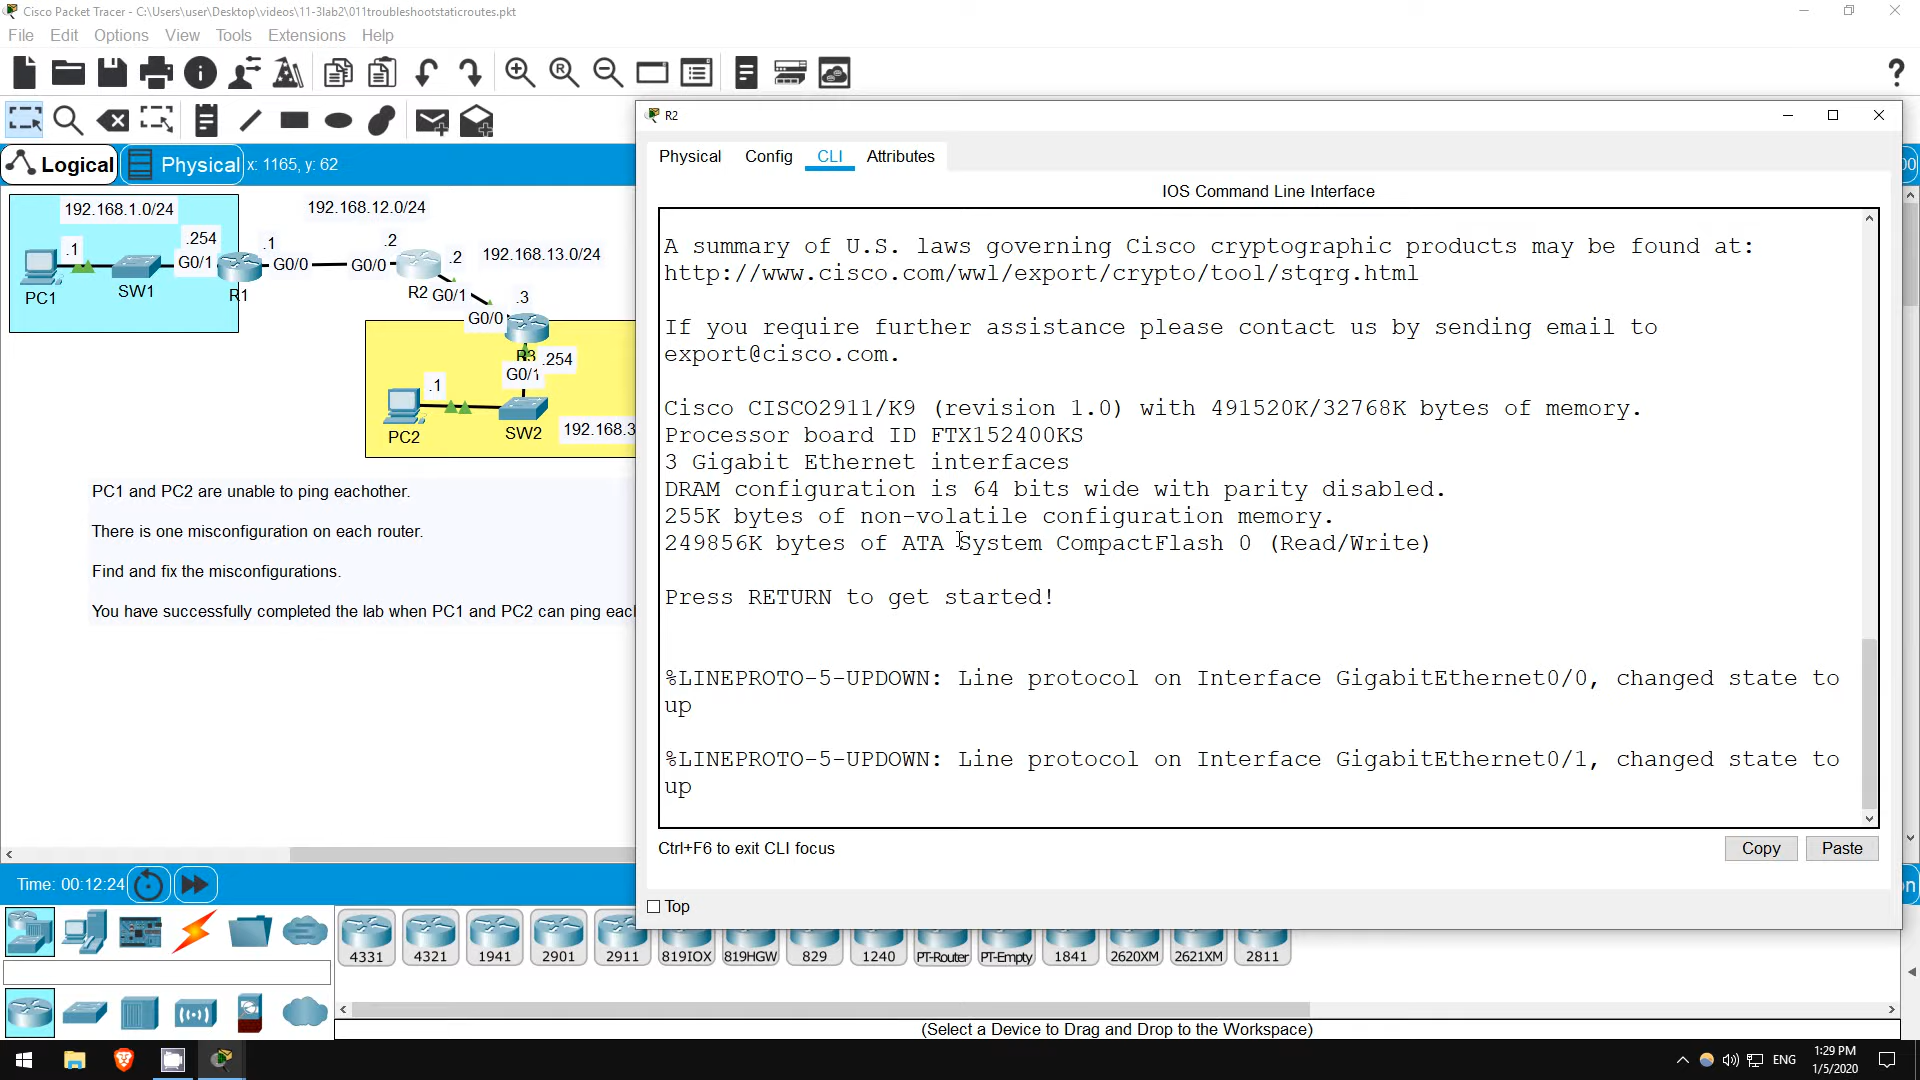 Cisco Packet Tracer - C:\Users\user\Desktop\videos\11-3lab2\011troubleshootstaticroutes.pkt
File Edit Options View Tools Extensions Help
Logical Physical x: 1165, y: 62
R2
Physical Config CLI Attributes
IOS Command Line Interface
A summary of U.S. laws governing Cisco cryptographic products may be found at:
http://www.cisco.com/wwl/export/crypto/tool/stqrg.html
If you require further assistance please contact us by sending email to
export@cisco.com.
Cisco CISCO2911/K9 (revision 1.0) with 491520K/32768K bytes of memory.
Processor board ID FTX152400KS
3 Gigabit Ethernet interfaces
DRAM configuration is 64 bits wide with parity disabled.
255K bytes of non-volatile configuration memory.
249856K bytes of ATA System CompactFlash 0 (Read/Write)
Press RETURN to get started!
%LINEPROTO-5-UPDOWN: Line protocol on Interface GigabitEthernet0/0, changed state to
up
%LINEPROTO-5-UPDOWN: Line protocol on Interface GigabitEthernet0/1, changed state to
up
Ctrl+F6 to exit CLI focus
Copy Paste
Top
192.168.1.0/24
192.168.12.0/24
192.168.13.0/24
.1 .254 .1 .2 .2
G0/1 G0/0 G0/0
PC1 SW1 R1 R2 G0/1
.3
G0/0
R3 .254
G0/1
.1
PC2 SW2 192.168.3
PC1 and PC2 are unable to ping eachother.
There is one misconfiguration on each router.
Find and fix the misconfigurations.
You have successfully completed the lab when PC1 and PC2 can ping eac
Time: 00:12:24
4331 4321 1941 2901 2911 819IOX 819HGW 829 1240 PT-Router PT-Empty 1841 2620XM 2621XM 2811
(Select a Device to Drag and Drop to the Workspace)
ENG
1:29 PM
1/5/2020